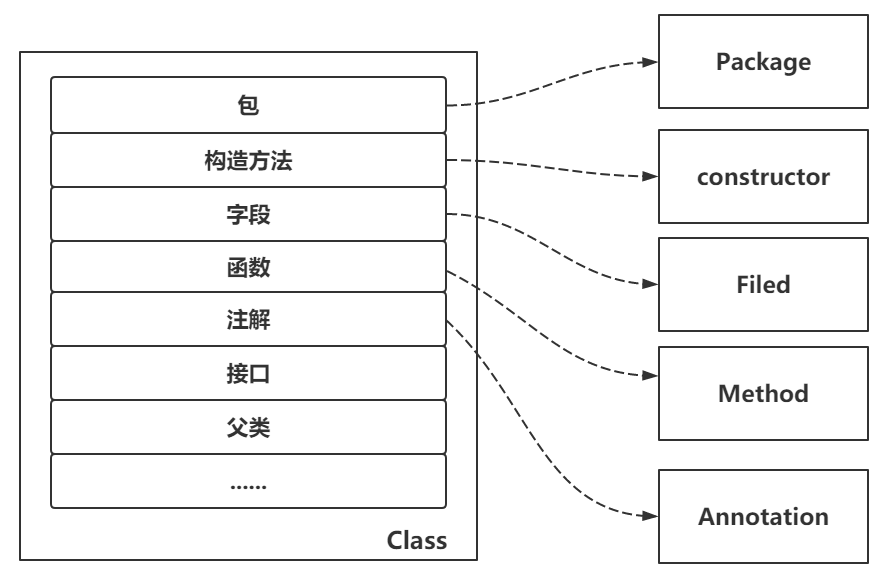 包
构造方法
字段
函数
注解
接口
父类
......
Class
Package
constructor
Filed
Method
Annotation